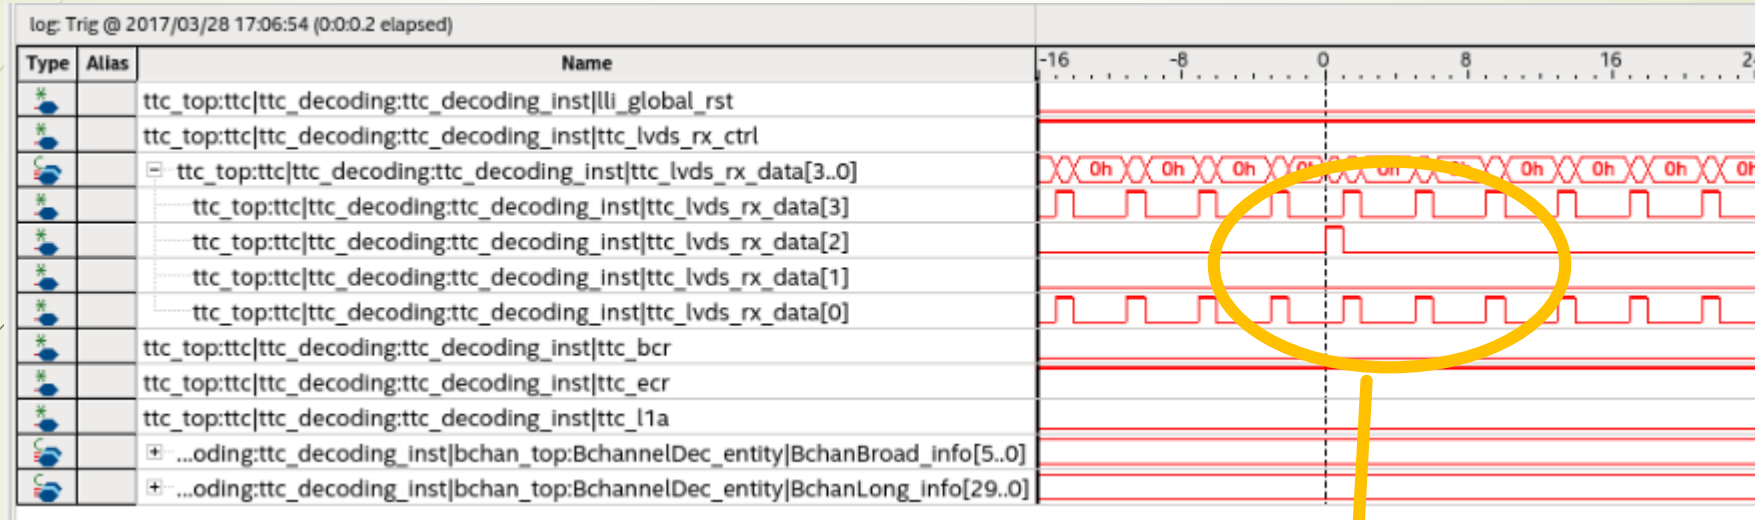 log: Trig @ 2017/03/28 17:06:54 (0:0:0.2 elapsed)
Type Alias Name -16 -8 0 8 16
ttc_top:ttc|ttc_decoding:ttc_decoding_inst|lli_global_rst
ttc_top:ttc|ttc_decoding:ttc_decoding_inst|ttc_lvds_rx_ctrl
ttc_top:ttc|ttc_decoding:ttc_decoding_inst|ttc_lvds_rx_data[3..0] 0h 0h 0h 0h 0h 0h 0h 0h 0h
ttc_top:ttc|ttc_decoding:ttc_decoding_inst|ttc_lvds_rx_data[3]
ttc_top:ttc|ttc_decoding:ttc_decoding_inst|ttc_lvds_rx_data[2]
ttc_top:ttc|ttc_decoding:ttc_decoding_inst|ttc_lvds_rx_data[1]
ttc_top:ttc|ttc_decoding:ttc_decoding_inst|ttc_lvds_rx_data[0]
ttc_top:ttc|ttc_decoding:ttc_decoding_inst|ttc_bcr
ttc_top:ttc|ttc_decoding:ttc_decoding_inst|ttc_ecr
ttc_top:ttc|ttc_decoding:ttc_decoding_inst|ttc_l1a
...oding:ttc_decoding_inst|bchan_top:BchannelDec_entity|BchanBroad_info[5..0]
...oding:ttc_decoding_inst|bchan_top:BchannelDec_entity|BchanLong_info[29..0]